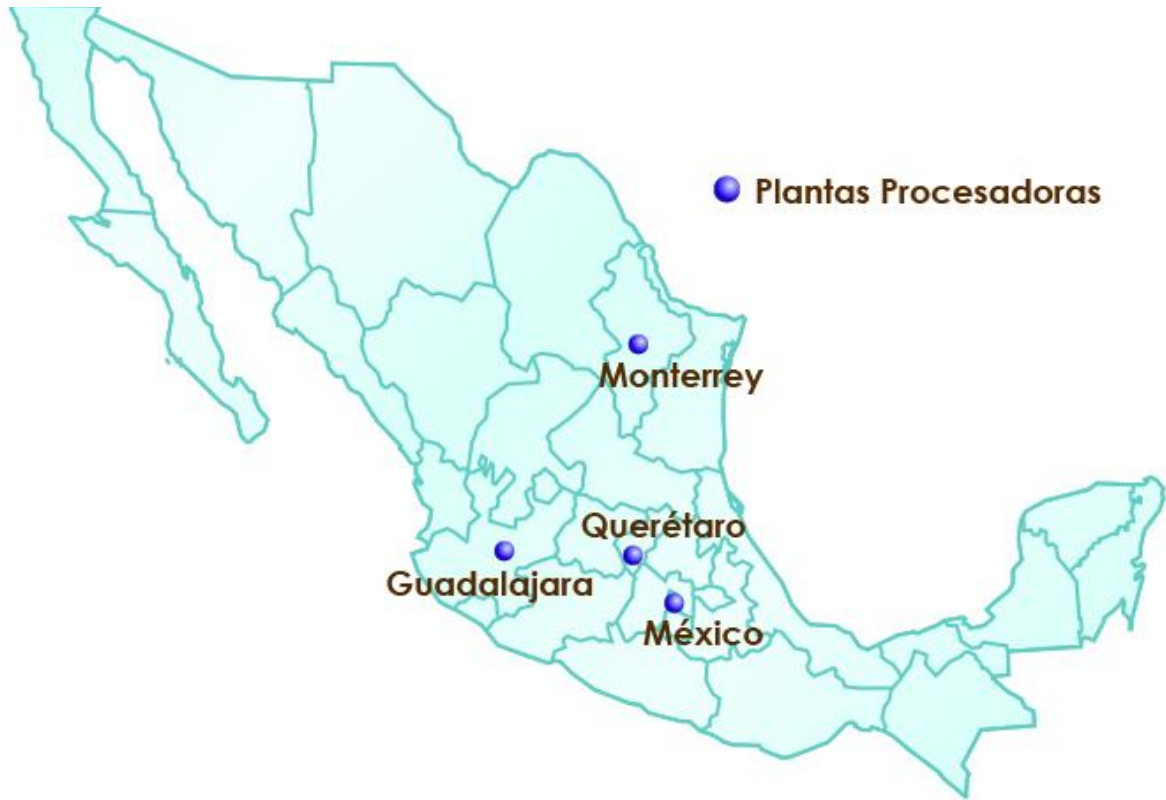 Plantas Procesadoras
Monterrey
Querétaro
Guadalajara
México